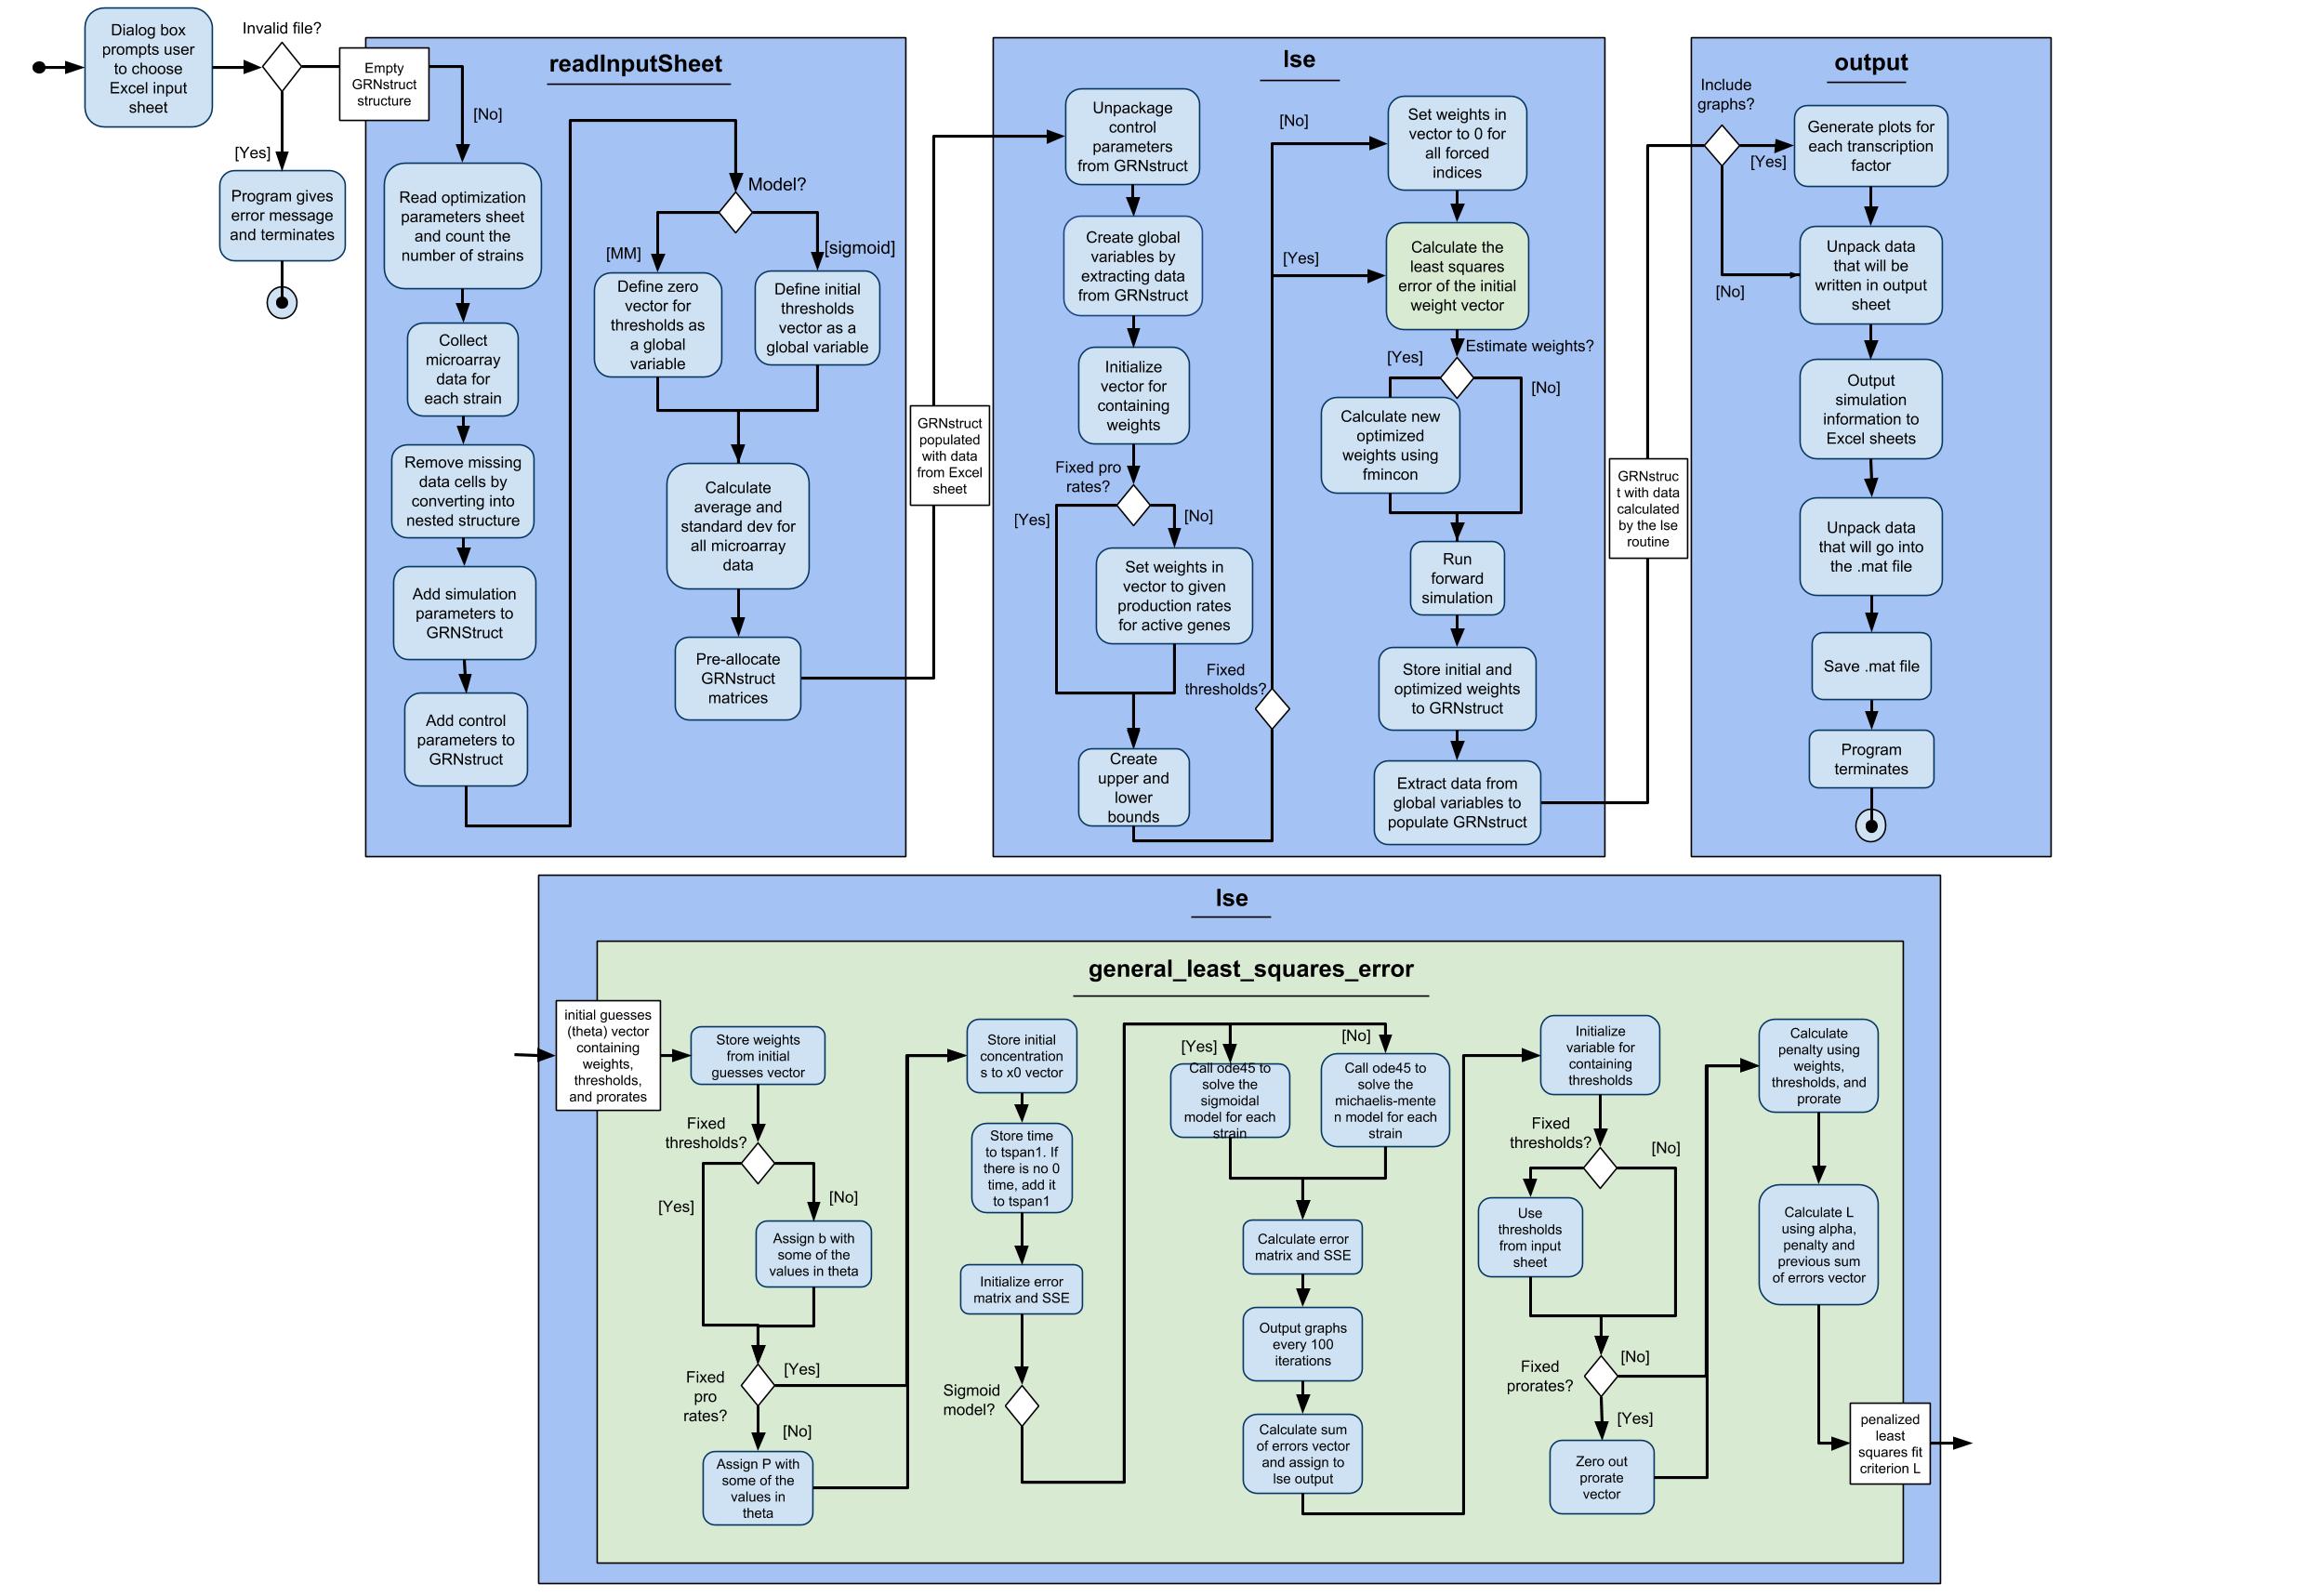 Dialog box
prompts user
to choose
Excel input
sheet
Invalid file?
[Yes]
Program gives
error message
and terminates
Empty
GRNstruct
structure
[No]
readInputSheet
Read optimization
parameters sheet
and count the
number of strains
Collect
microarray
data for
each strain
Remove missing
data cells by
converting into
nested structure
Add simulation
parameters to
GRNStruct
Add control
parameters to
GRNstruct
Model?
[MM]
[sigmoid]
Define zero
vector for
thresholds as
a global
variable
Define initial
thresholds
vector as a
global variable
Calculate
average and
standard dev for
all microarray
data
Pre-allocate
GRNstruct
matrices
GRNstruct
populated
with data
from Excel
sheet
lse
Unpackage
control
parameters
from GRNstruct
Create global
variables by
extracting data
from GRNstruct
Initialize
vector for
containing
weights
Fixed pro
rates?
[Yes]
[No]
Set weights in
vector to given
production rates
for active genes
Create
upper and
lower
bounds
Fixed
thresholds?
[No]
[Yes]
Set weights in
vector to 0 for
all forced
indices
Calculate the
least squares
error of the initial
weight vector
Estimate weights?
[Yes]
[No]
Calculate new
optimized
weights using
fmincon
Run
forward
simulation
Store initial and
optimized weights
to GRNstruct
Extract data from
global variables to
populate GRNstruct
GRNstruc
t with data
calculated
by the lse
routine
output
Include
graphs?
[Yes]
[No]
Generate plots for
each transcription
factor
Unpack data
that will be
written in output
sheet
Output
simulation
information to
Excel sheets
Unpack data
that will go into
the .mat file
Save .mat file
Program
terminates
lse
general_least_squares_error
initial guesses
(theta) vector
containing
weights,
thresholds,
and prorates
Store weights
from initial
guesses vector
Fixed
thresholds?
[Yes]
[No]
Assign b with
some of the
values in theta
Fixed
pro
rates?
[Yes]
[No]
Assign P with
some of the
values in
theta
Store initial
concentration
s to x0 vector
Store time
to tspan1. If
there is no 0
time, add it
to tspan1
Initialize error
matrix and SSE
Sigmoid
model?
[Yes]
[No]
Call ode45 to
solve the
sigmoidal
model for each
strain
Call ode45 to
solve the
michaelis-mente
n model for each
strain
Calculate error
matrix and SSE
Output graphs
every 100
iterations
Calculate sum
of errors vector
and assign to
lse output
Initialize
variable for
containing
thresholds
Fixed
thresholds?
[No]
Use
thresholds
from input
sheet
Fixed
prorates?
[No]
[Yes]
Zero out
prorate
vector
Calculate
penalty using
weights,
thresholds, and
prorate
Calculate L
using alpha,
penalty and
previous sum
of errors vector
penalized
least
squares fit
criterion L